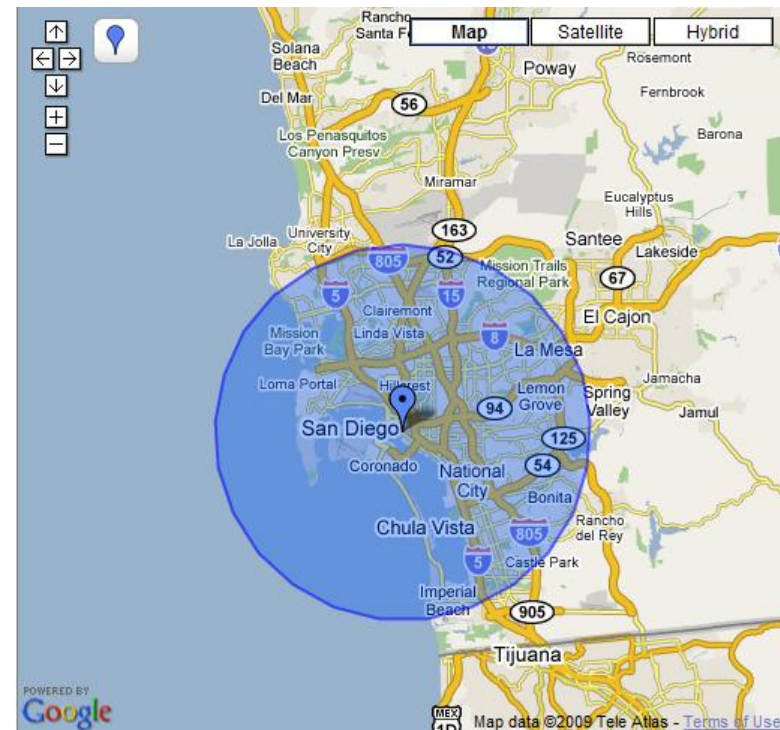 Rancho
Santa F
Map
Satellite
Hybrid
Solana
Beach
Poway
Rosemont
Del Mar
56
Fernbrook
Los Penasquitos
Canyon Presv
Barona
Miramar
Eucalyptus
Hills
163
La Jolla
University
City
Santee
Lakeside
805
52
Mission Trails
Regional Park
67
5
15
Clairemont
El Cajon
Mission
Bay Park
Linda Vista
8
La Mesa
Loma Portal
Hillcrest
Lemon
Grove
Jamacha
Spring
Valley
94
Jamul
San Diego
125
Coronado
National
City
54
Bonita
Chula Vista
805
Rancho
del Rey
5
Castle Park
Imperial
Beach
905
Tijuana
POWERED BY
Google
MEX
1D
Map data ©2009 Tele Atlas - Terms of Use